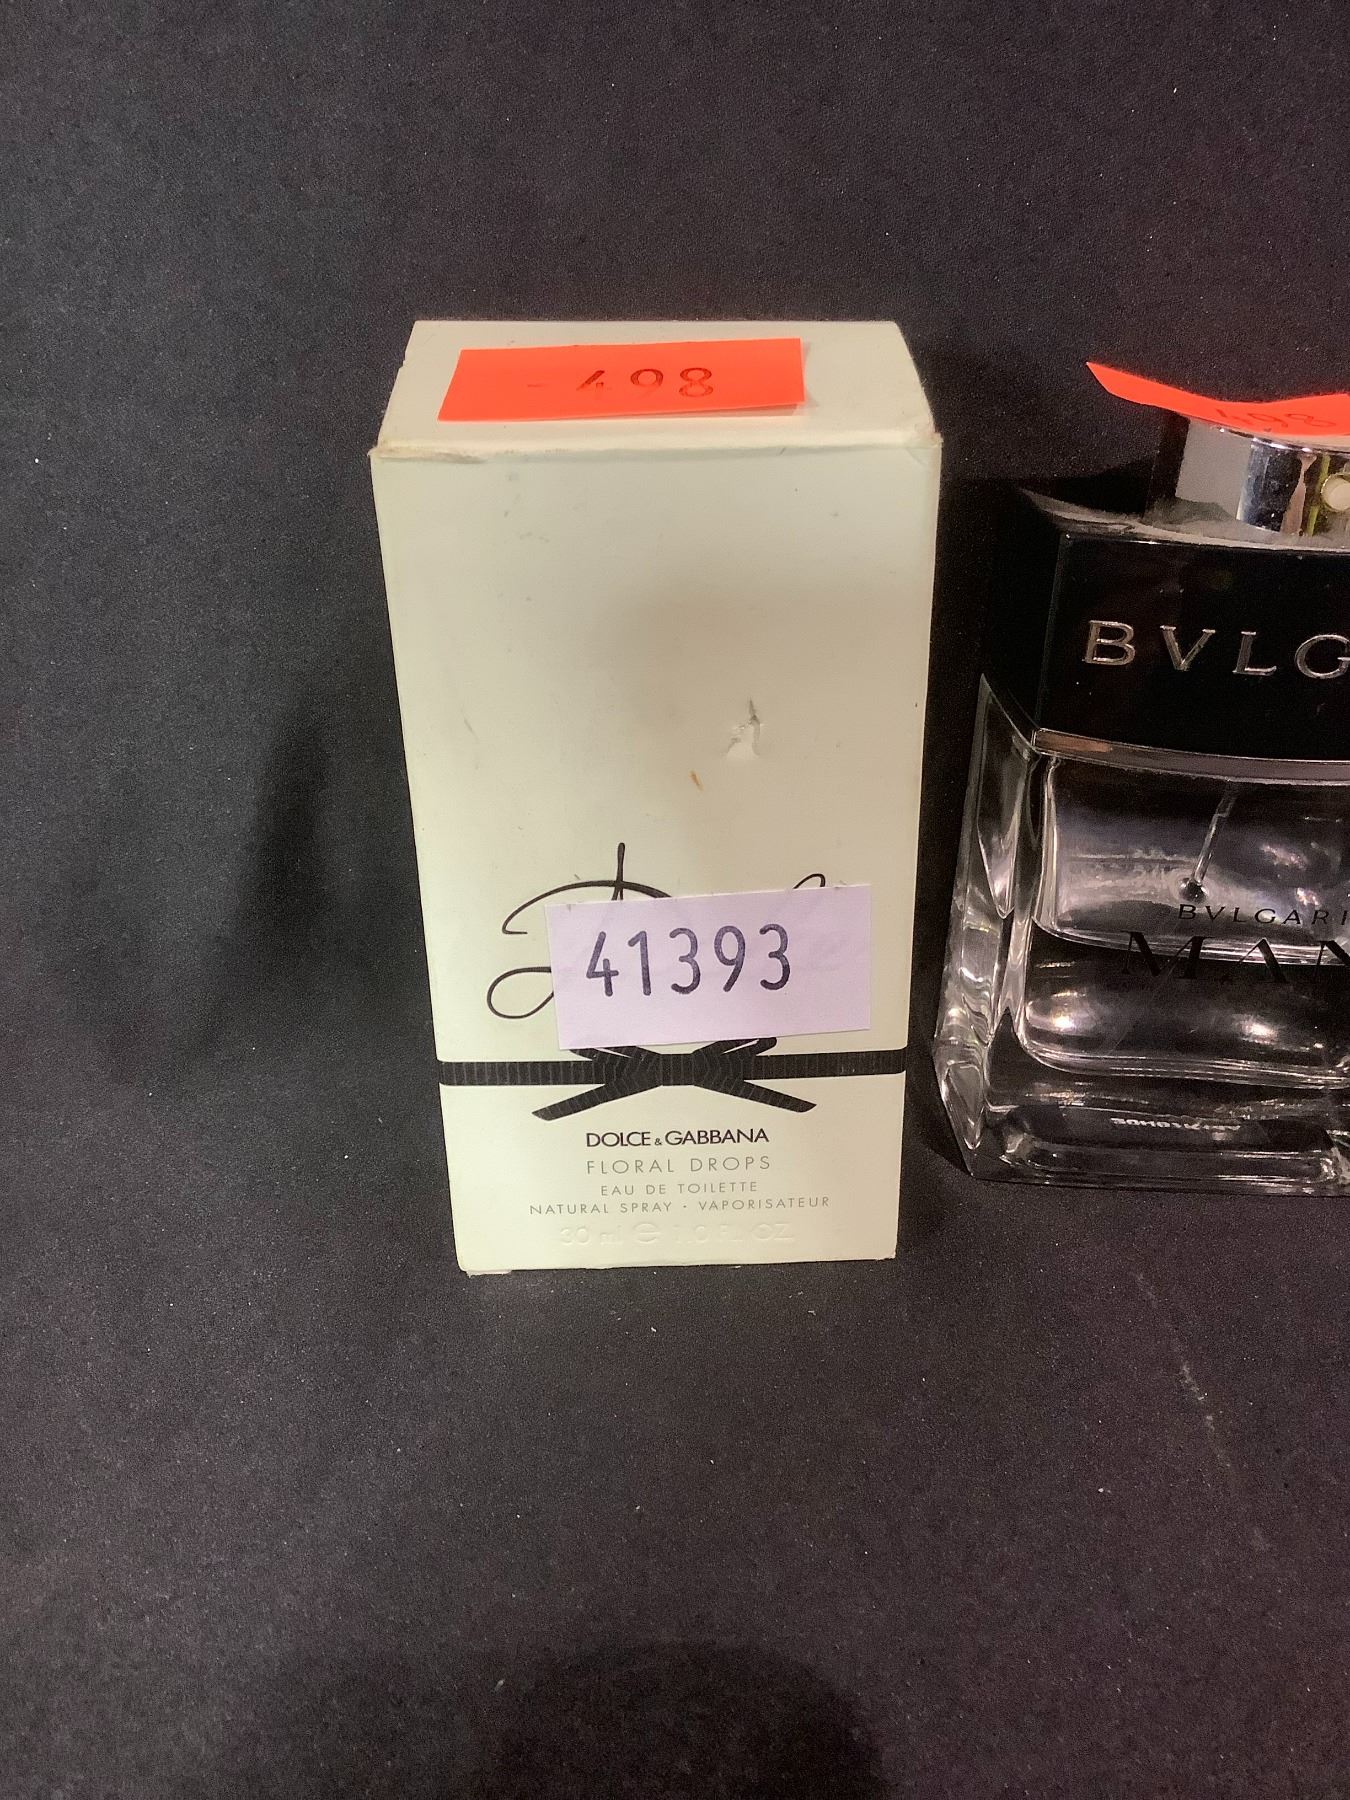 - 498
41393
DOLCE & GABBANA
FLORAL DROPS
EAU DE TOILETTE
NATURAL SPRAY · VAPORISATEUR
30 ml ℮ 1.0 FL OZ
498
BVLG
BVLGARI
MAN